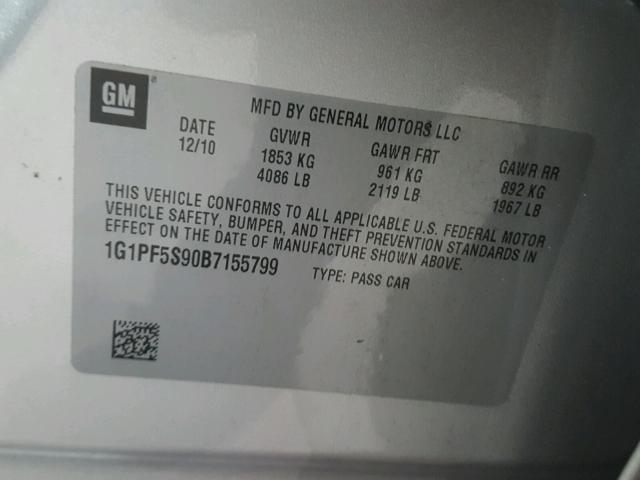 GM®
MFD BY GENERAL MOTORS LLC
DATE GVWR GAWR FRT GAWR RR
12/10 1853 KG 961 KG 892 KG
4086 LB 2119 LB 1967 LB
THIS VEHICLE CONFORMS TO ALL APPLICABLE U.S. FEDERAL MOTOR
VEHICLE SAFETY, BUMPER, AND THEFT PREVENTION STANDARDS IN
EFFECT ON THE DATE OF MANUFACTURE SHOWN ABOVE.
1G1PF5S90B7155799 TYPE: PASS CAR